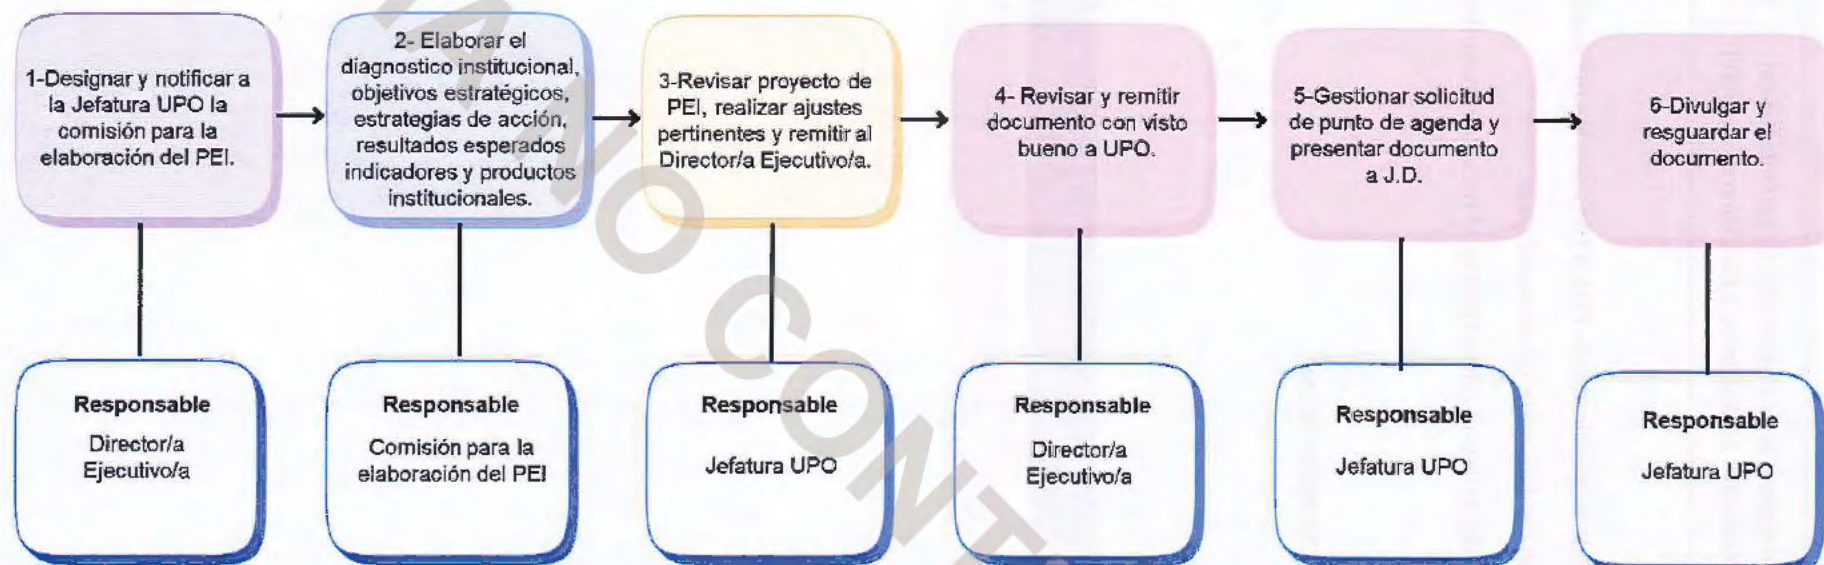 1-Designar y notificar a
la Jefatura UPO la
comisión para la
elaboración del PEI.
2- Elaborar el
diagnostico institucional,
objetivos estratégicos,
estrategias de acción,
resultados esperados
indicadores y productos
institucionales.
3-Revisar proyecto de
PEI, realizar ajustes
pertinentes y remitir al
Director/a Ejecutivo/a.
4- Revisar y remitir
documento con visto
bueno a UPO.
5-Gestionar solicitud
de punto de agenda y
presentar documento
a J.D.
6-Divulgar y
resguardar el
documento.
Responsable
Director/a
Ejecutivo/a
Responsable
Comisión para la
elaboración del PEI
Responsable
Jefatura UPO
Responsable
Director/a
Ejecutivo/a
Responsable
Jefatura UPO
Responsable
Jefatura UPO
NO